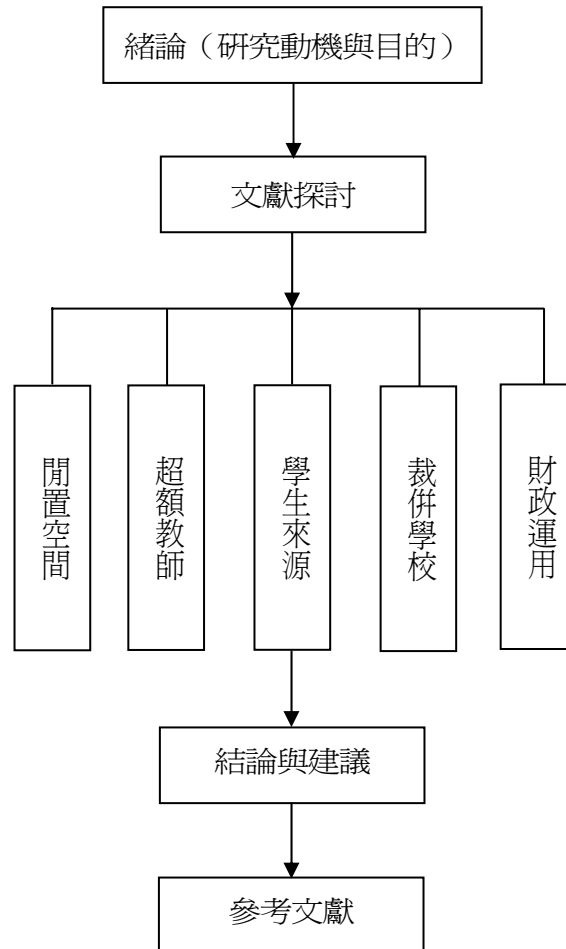 緒論（研究動機與目的）
文獻探討
閒置空間
超額教師
學生來源
裁併學校
財政運用
結論與建議
參考文獻